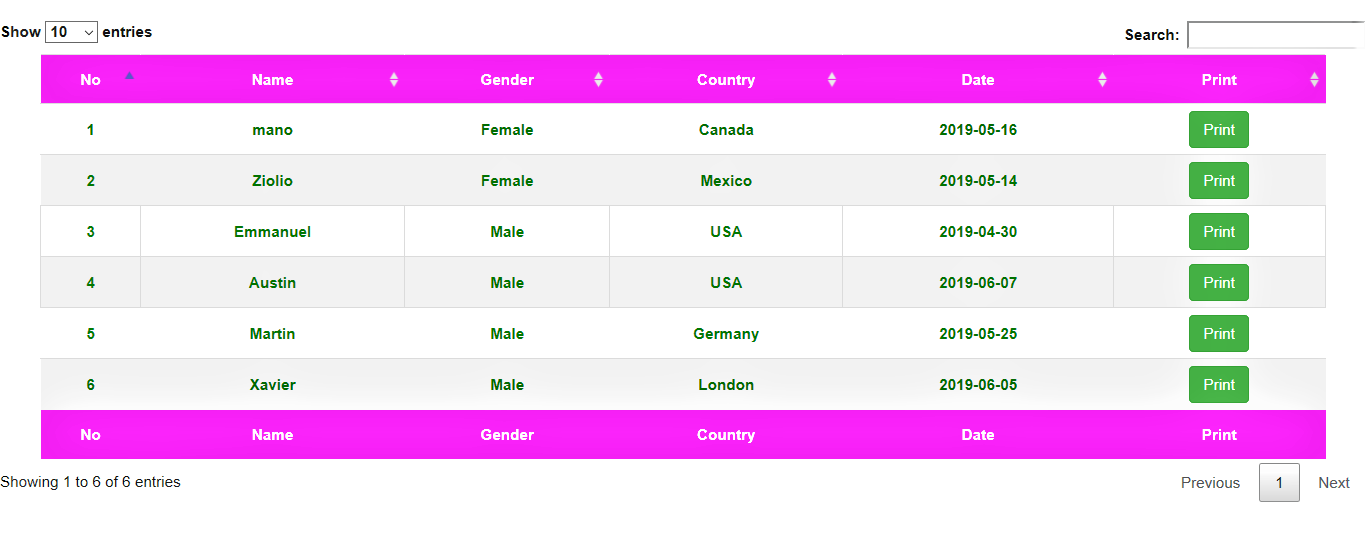 Show 10 entries Search:
No Name Gender Country Date Print
1 mano Female Canada 2019-05-16 Print
2 Ziolio Female Mexico 2019-05-14 Print
3 Emmanuel Male USA 2019-04-30 Print
4 Austin Male USA 2019-06-07 Print
5 Martin Male Germany 2019-05-25 Print
6 Xavier Male London 2019-06-05 Print
No Name Gender Country Date Print
Showing 1 to 6 of 6 entries Previous 1 Next